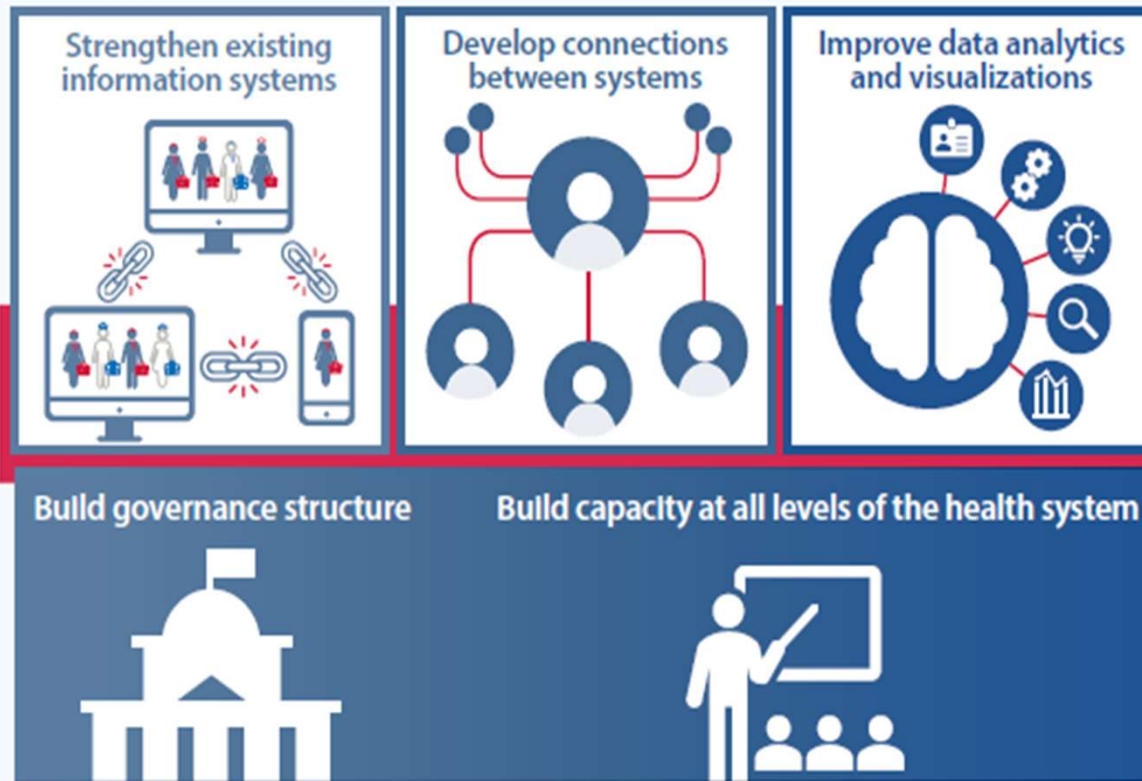 Strengthen existing
information systems
Develop connections
between systems
Improve data analytics
and visualizations
Build governance structure
Build capacity at all levels of the health system